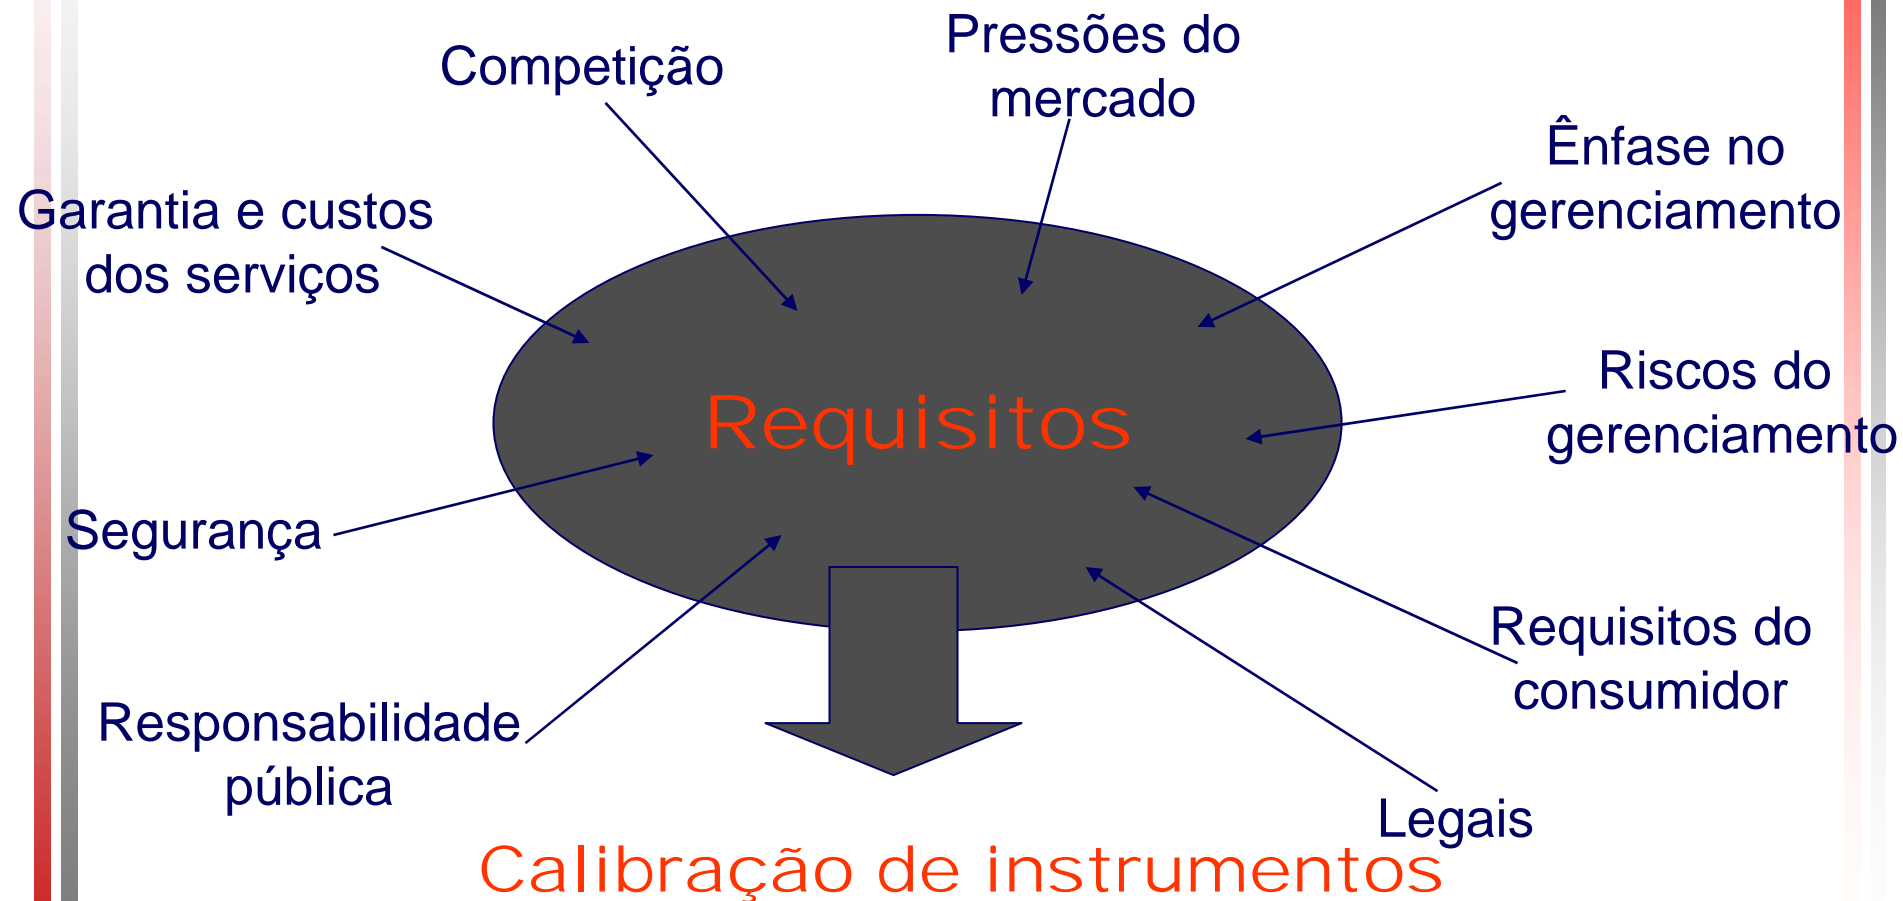 Pressões do
mercado
Competição
Ênfase no
gerenciamento
Garantia e custos
dos serviços
Riscos do
gerenciamento
Requisitos
Segurança
Requisitos do
consumidor
Responsabilidade
pública
Legais
Calibração de instrumentos